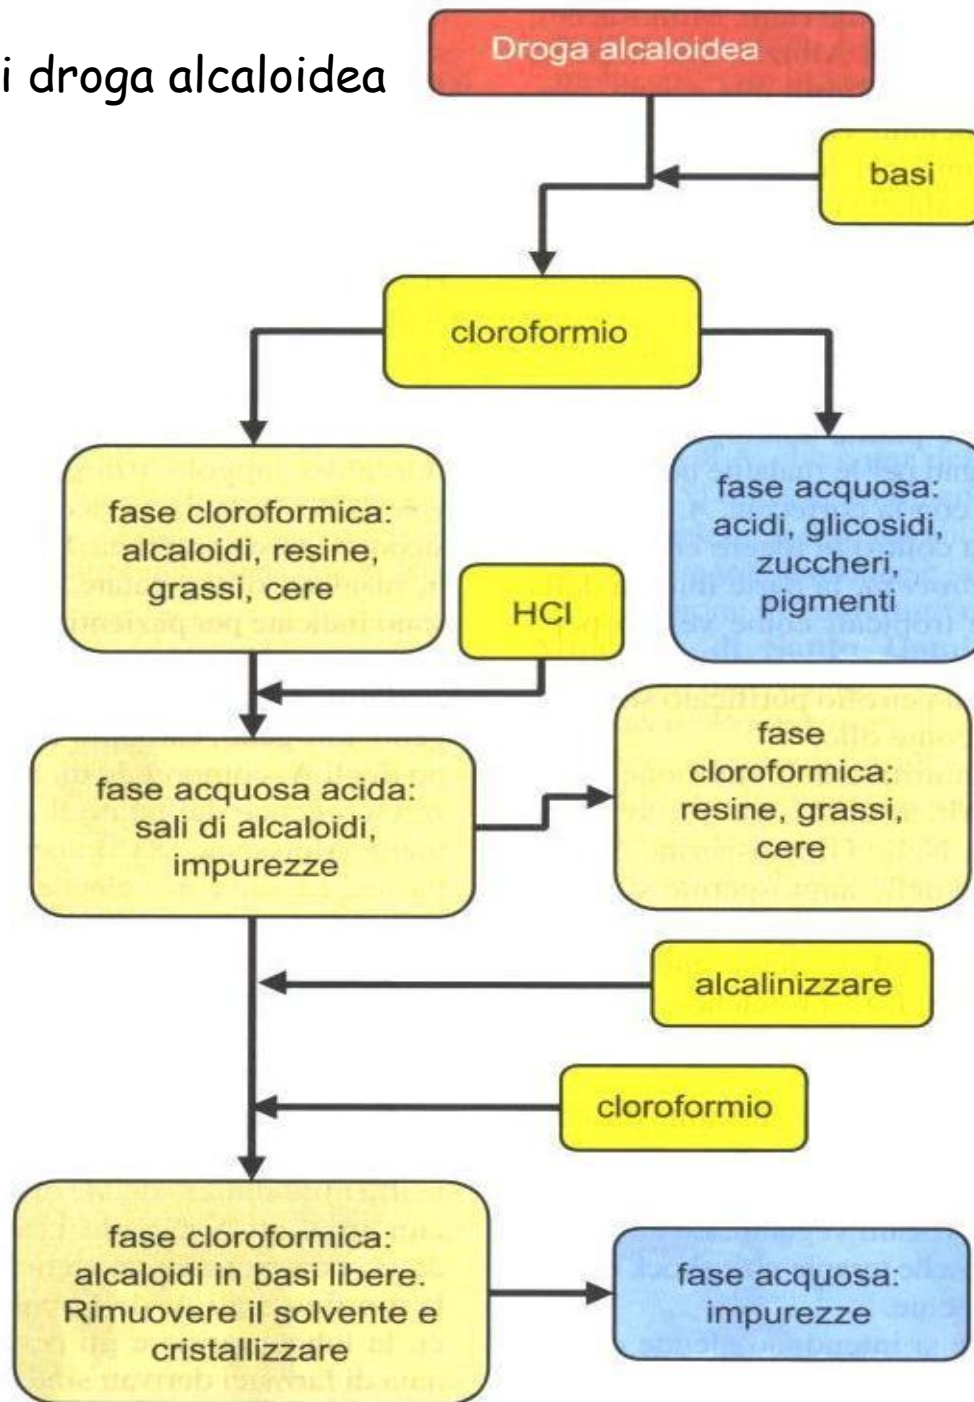 i droga alcaloidea
Droga alcaloidea
basi
cloroformio
fase cloroformica:
alcaloidi, resine,
grassi, cere
fase acquosa:
acidi, glicosidi,
zuccheri,
pigmenti
HCl
fase acquosa acida:
sali di alcaloidi,
impurezze
fase
cloroformica:
resine, grassi,
cere
alcalinizzare
cloroformio
fase cloroformica:
alcaloidi in basi libere.
Rimuovere il solvente e
cristallizzare
fase acquosa:
impurezze